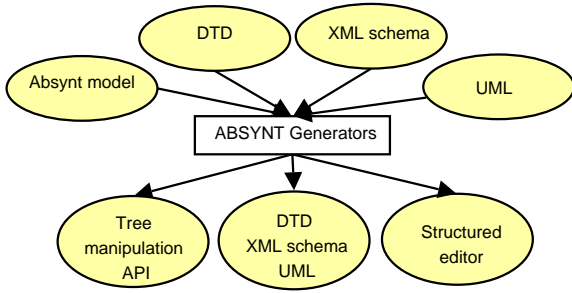 DTD
XML schema
Absynt model
UML
ABSYNT Generators
Tree
manipulation
API
DTD
XML schema
UML
Structured
editor